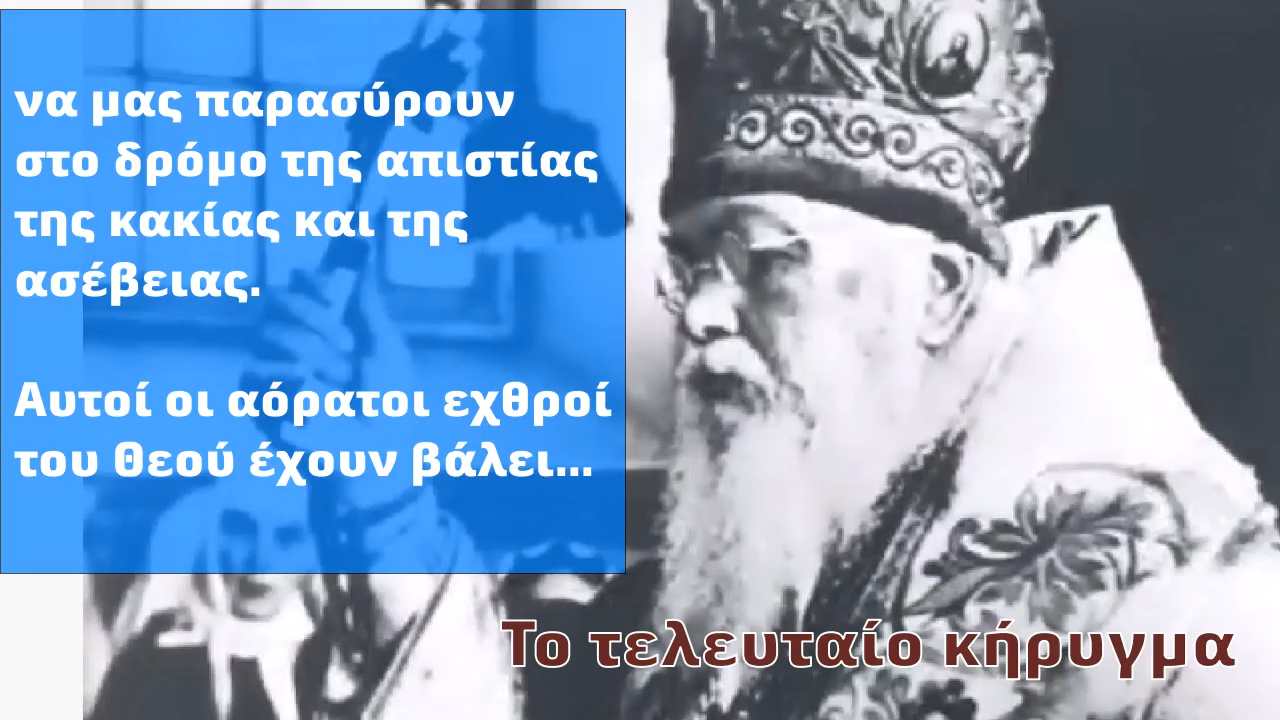 να μας παρασύρουν
στο δρόμο της απιστίας
της κακίας και της
ασέβειας.
Αυτοί οι αόρατοι εχθροί
του θεού έχουν βάλει...
Το τελευταίο κήρυγμα